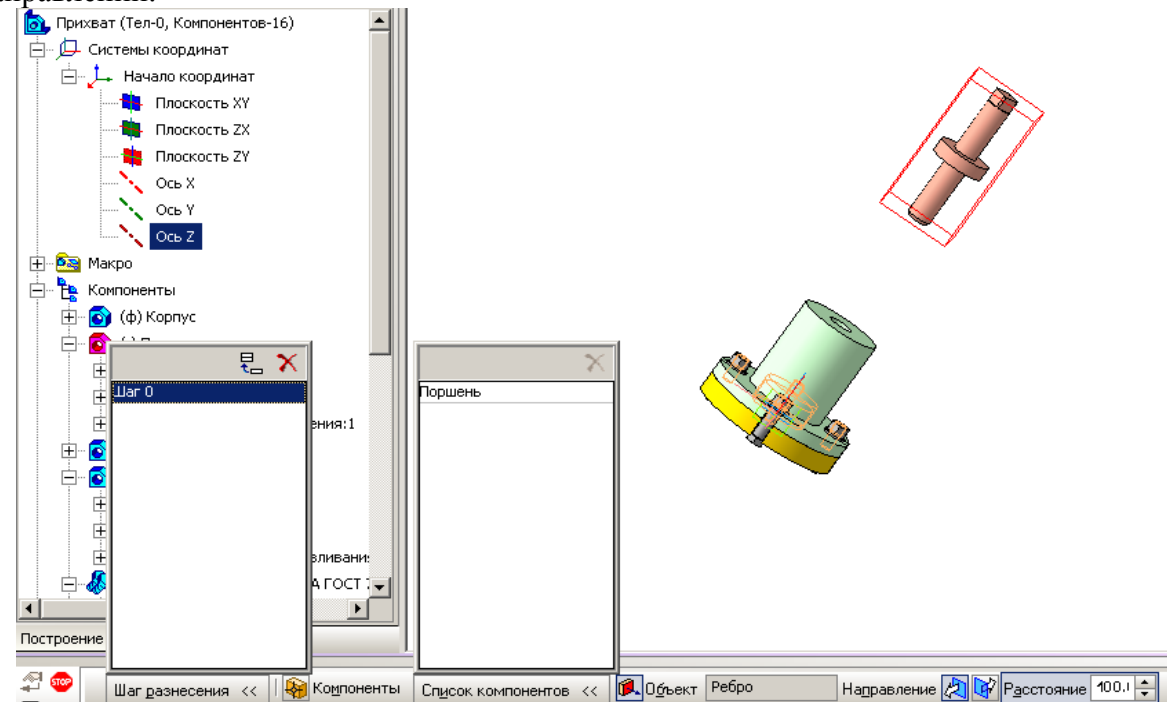 Прихват (Тел-0, Компонентов-16)
Системы координат
Начало координат
Плоскость XY
Плоскость ZX
Плоскость ZY
Ось X
Ось Y
Ось Z
Макро
Компоненты
(ф) Корпус
Шаг 0
Поршень
ения:1
вливани
А ГОСТ
Построение
STOP
Шаг разнесения <<
Компоненты
Список компонентов <<
Объект
Ребро
Направление
Расстояние
100.